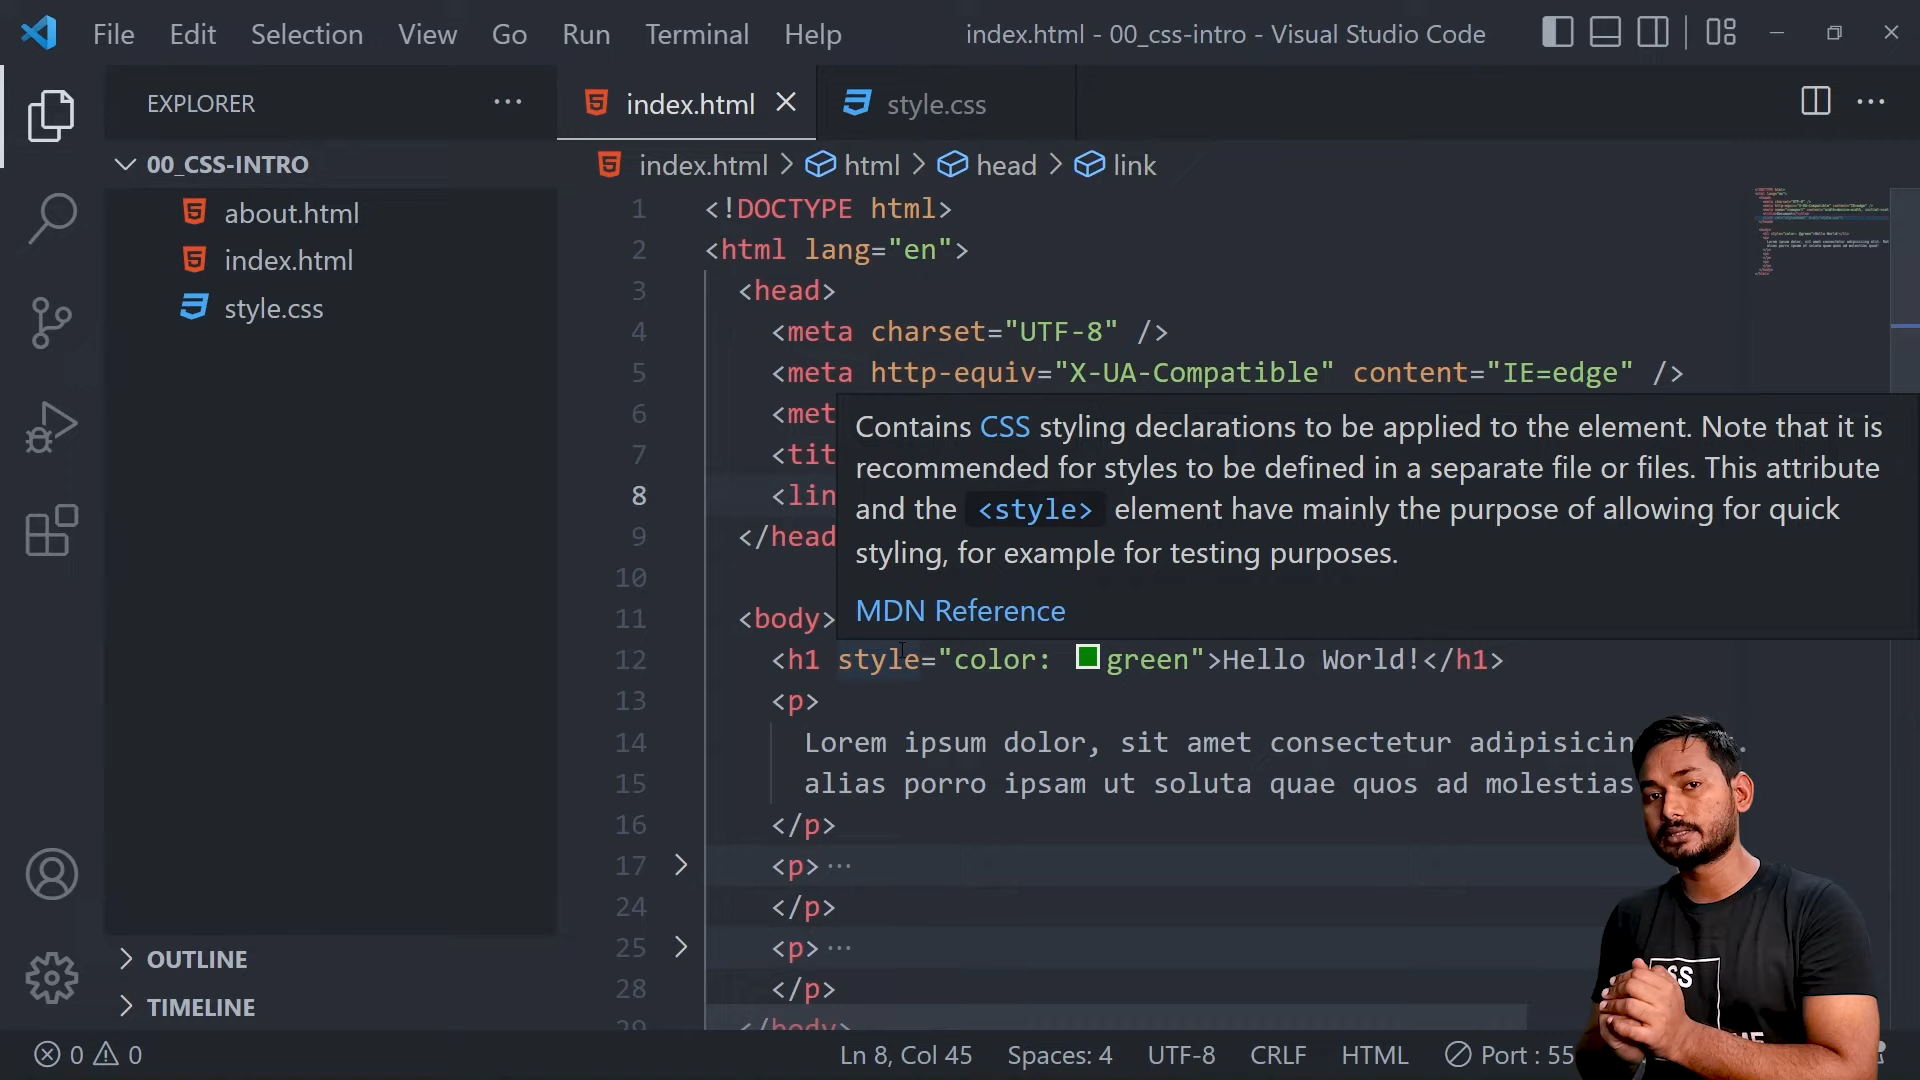 File Edit Selection View Go Run Terminal Help
index.html - 00_css-intro - Visual Studio Code
EXPLORER
00_CSS-INTRO
about.html
index.html
style.css
OUTLINE
TIMELINE
index.html
style.css
index.html > html > head > link
1 <!DOCTYPE html>
2 <html lang="en">
3 <head>
4 <meta charset="UTF-8" />
5 <meta http-equiv="X-UA-Compatible" content="IE=edge" />
6 <met
7 <tit
8 <lin
9 </head
10
11 <body>
12 <h1 style="color: green">Hello World!</h1>
13 <p>
14 Lorem ipsum dolor, sit amet consectetur adipisicin
15 alias porro ipsam ut soluta quae quos ad molestias
16 </p>
17 <p>
24 </p>
25 <p>
28 </p>
29 </body>
Contains CSS styling declarations to be applied to the element. Note that it is
recommended for styles to be defined in a separate file or files. This attribute
and the <style> element have mainly the purpose of allowing for quick
styling, for example for testing purposes.
MDN Reference
0 0
Ln 8, Col 45 Spaces: 4 UTF-8 CRLF HTML Port : 55